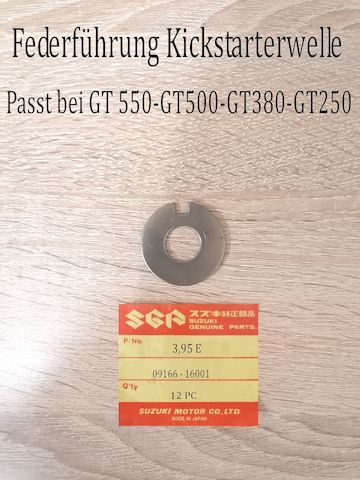 Federführung Kickstarterwelle
Passt bei GT 550-GT500-GT380-GT250
SGP スズキ純正部品
SUZUKI
GENUINE PARTS.
P. No.
3,95 E
09166 - 16001
Q'ty
12 PC
SUZUKI MOTOR CO.,LTD.
MADE IN JAPAN